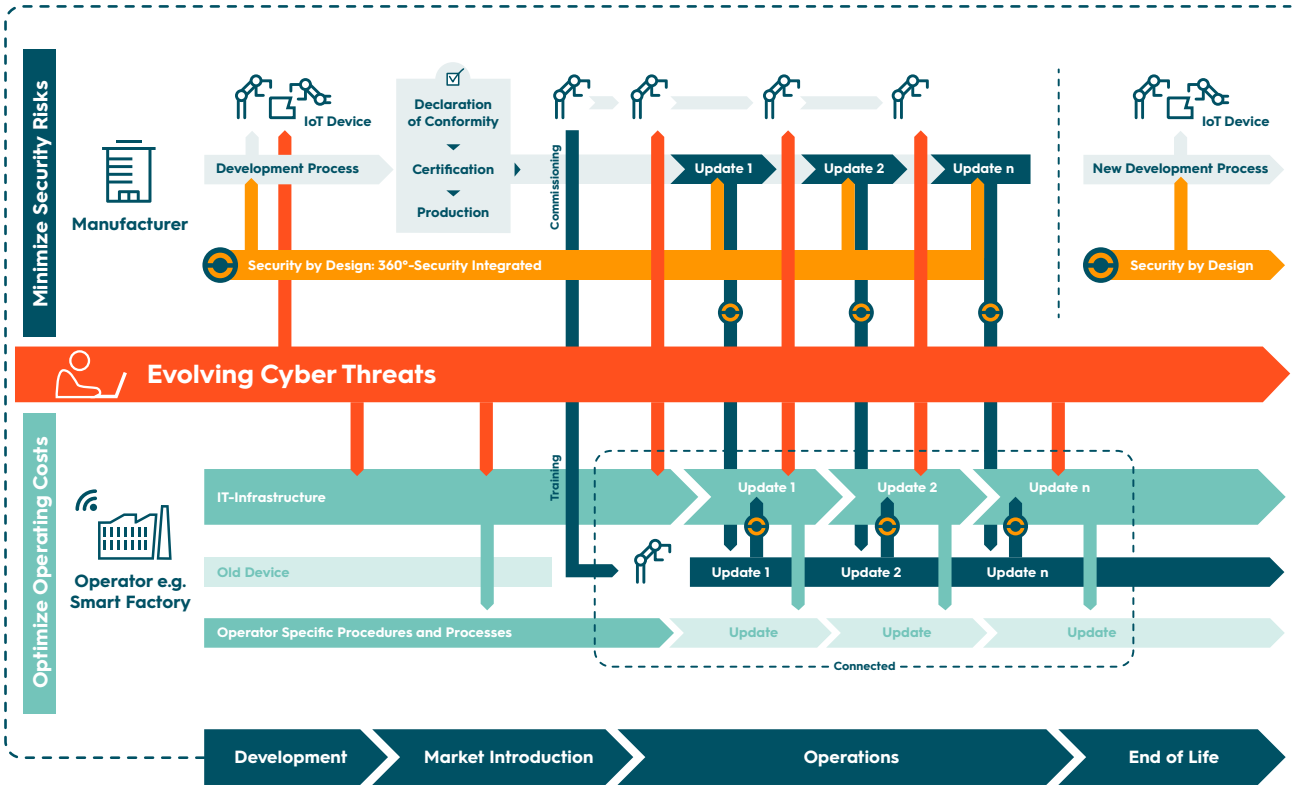 Minimize Security Risks
Manufacturer
IoT Device
Development Process
Declaration
of Conformity
Certification
Production
Commissioning
Update 1
Update 2
Update n
IoT Device
New Development Process
Security by Design: 360°-Security Integrated
Security by Design
Evolving Cyber Threats
Optimize Operating Costs
Operator e.g.
Smart Factory
Training
IT-Infrastructure
Update 1
Update 2
Update n
Old Device
Update 1
Update 2
Update n
Operator Specific Procedures and Processes
Update
Update
Update
Connected
Development
Market Introduction
Operations
End of Life